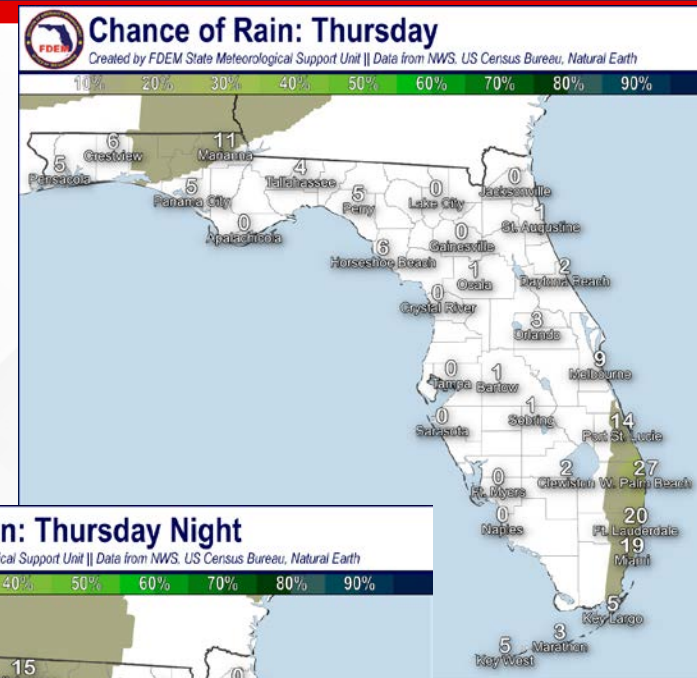 FDEM
Chance of Rain: Thursday
Created by FDEM State Meteorological Support Unit || Data from NWS, US Census Bureau, Natural Earth
10% 20% 30% 40% 50% 60% 70% 80% 90%
6
Crestview
11
Marianna
5
Pensacola
4
Tallahassee
0
Jacksonville
5
Panama City
5
Perry
0
Lake City
1
St. Augustine
0
Apalachicola
0
Gainesville
6
Horseshoe Beach
1
Ocala
2
Daytona Beach
0
Crystal River
3
Orlando
9
Melbourne
0
Tampa
1
Bartow
0
Sarasota
1
Sebring
14
Port St. Lucie
0
Ft. Myers
2
Clewiston
27
W. Palm Beach
0
Naples
20
Ft. Lauderdale
19
Miami
5
Key Largo
3
Marathon
5
Key West
n: Thursday Night
ical Support Unit || Data from NWS, US Census Bureau, Natural Earth
40% 50% 60% 70% 80% 90%
15
0